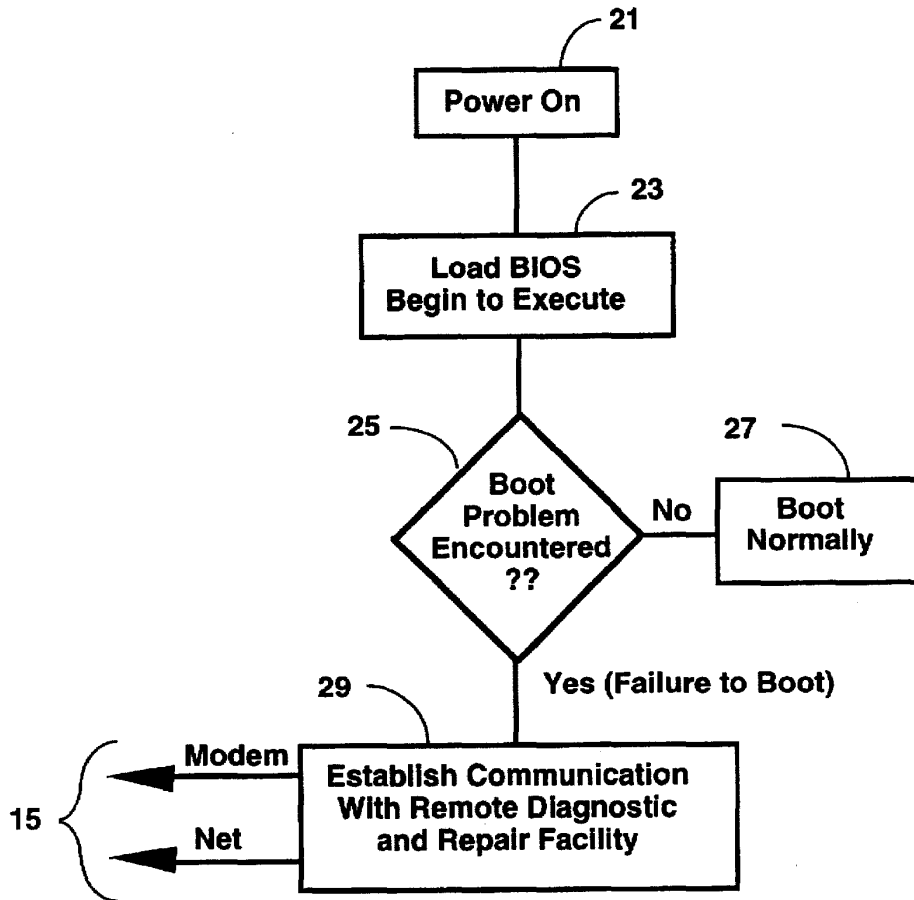 21
Power On
23
Load BIOS
Begin to Execute
25
Boot
Problem
Encountered
??
No
27
Boot
Normally
Yes (Failure to Boot)
29
Establish Communication
With Remote Diagnostic
and Repair Facility
Modem
Net
15